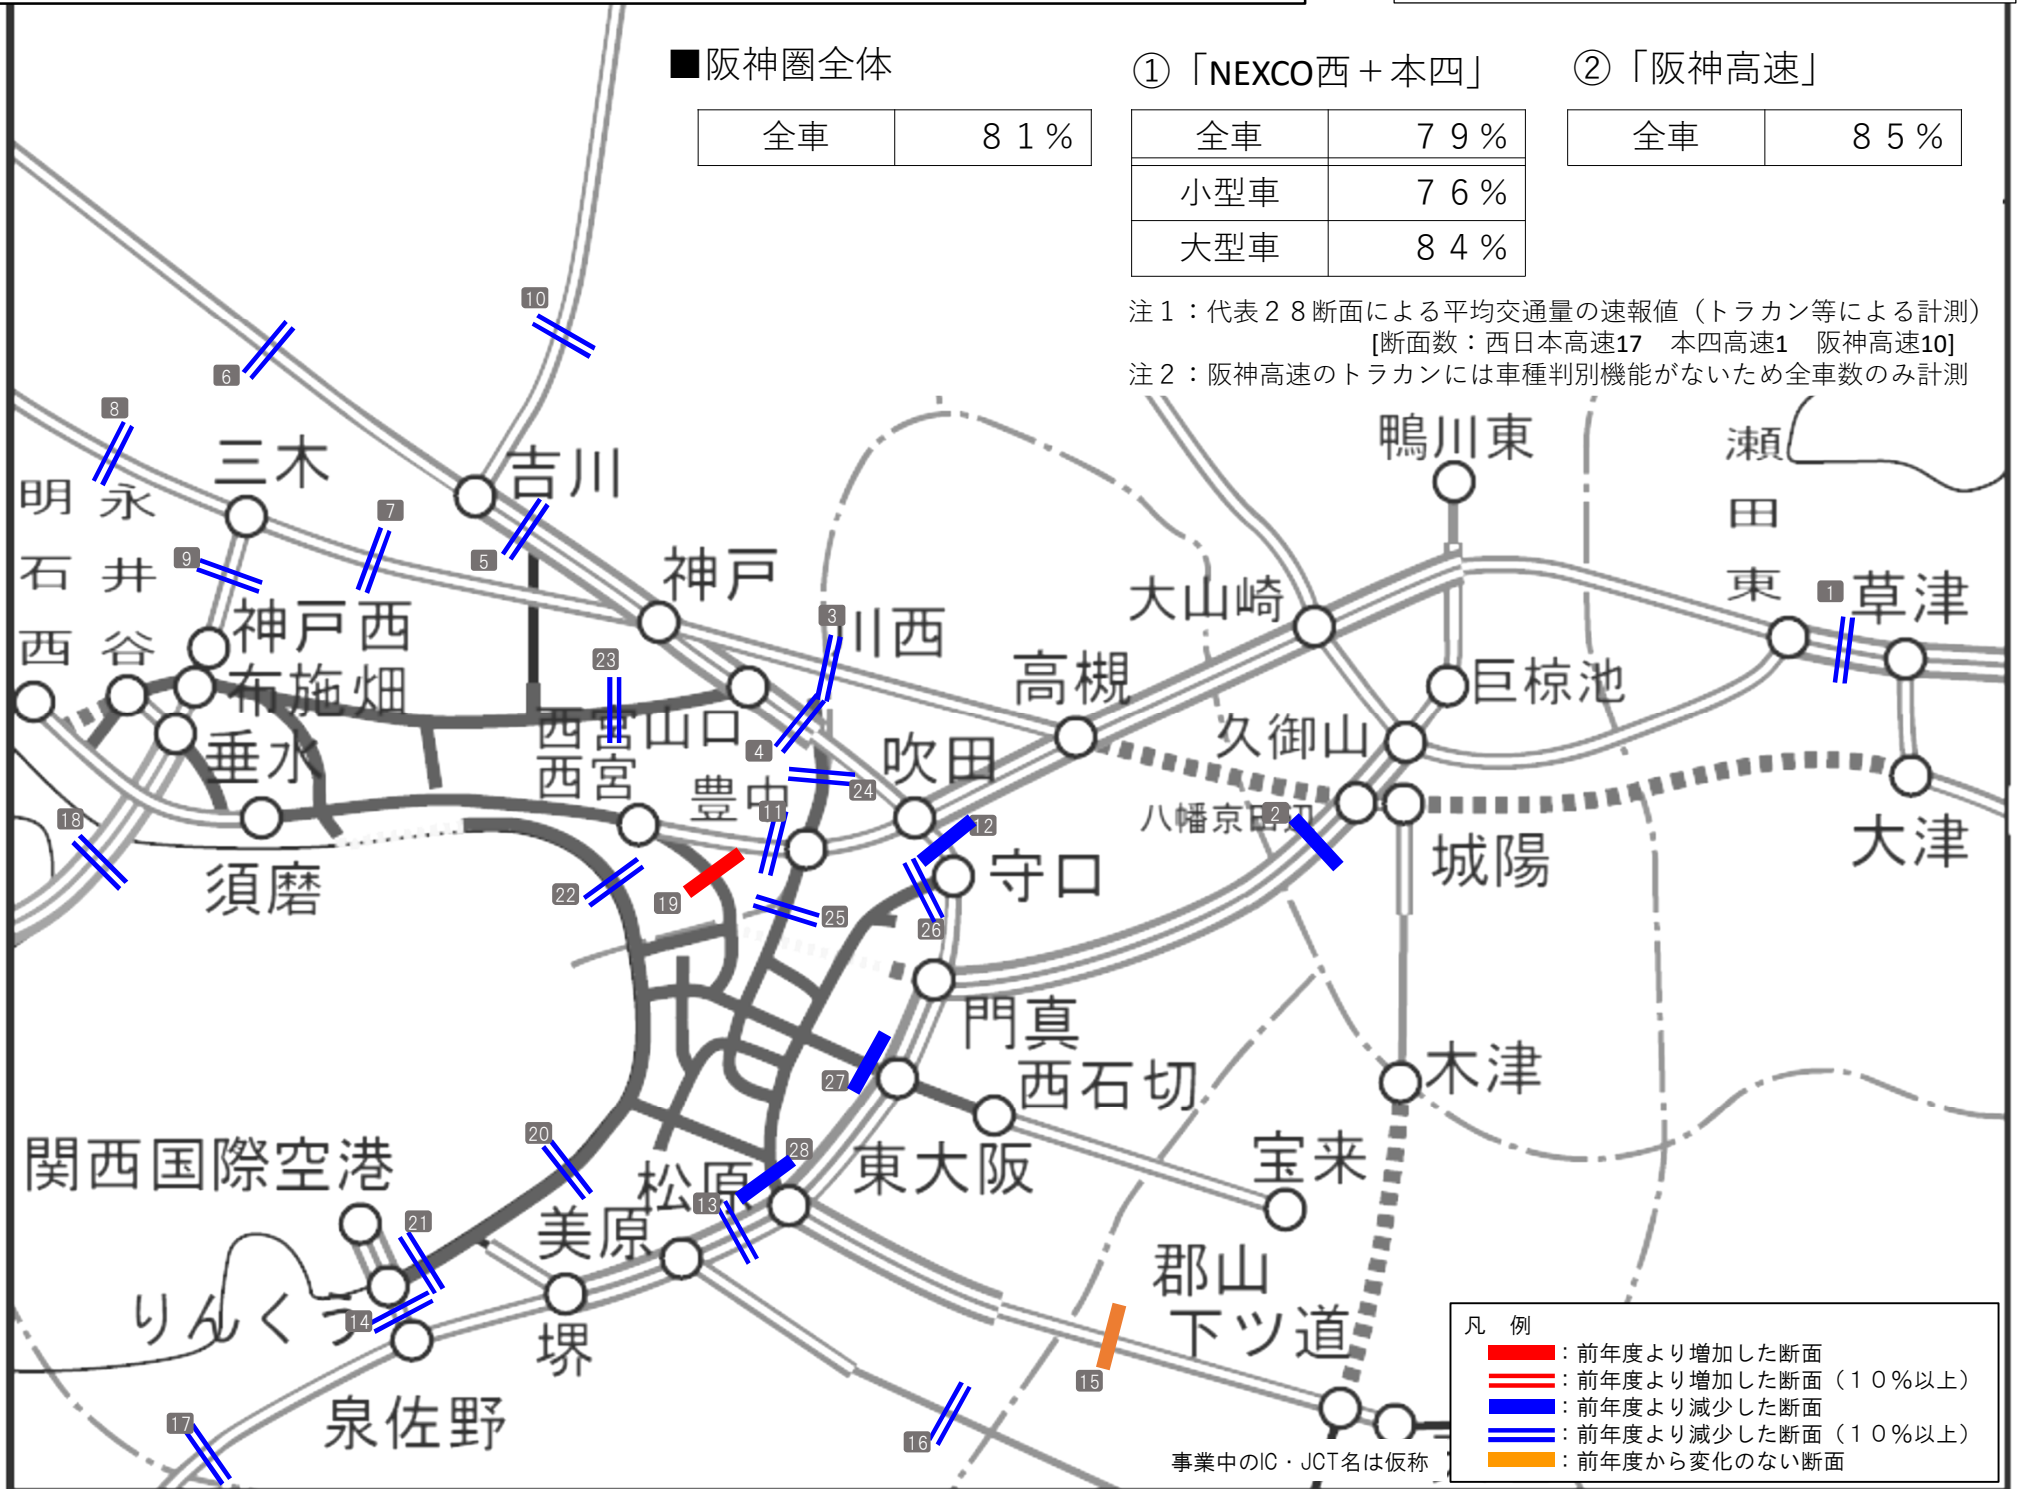 ■阪神圏全体
全車 ８１％
①「NEXCO西＋本四」
全車 ７９％
小型車 ７６％
大型車 ８４％
②「阪神高速」
全車 ８５％
注１：代表２８断面による平均交通量の速報値（トラカン等による計測）
[断面数：西日本高速17　本四高速1　阪神高速10]
注２：阪神高速のトラカンには車種判別機能がないため全車数のみ計測
10
6
8
三木
吉川
鴨川東
瀬田東
明石西
永井谷
7
5
9
神戸
大山崎
1
草津
3
川西
神戸西
布施畑
23
高槻
巨椋池
西宮山口
4
久御山
垂水
西宮
豊中
吹田
24
18
11
12
八幡京田辺
2
城陽
大津
須磨
22
19
25
26
守口
門真
27
西石切
木津
20
関西国際空港
28
松原
東大阪
宝来
13
21
美原
郡山下ツ道
りんくう
14
堺
15
17
泉佐野
16
事業中のIC・JCT名は仮称
凡　例
：前年度より増加した断面
：前年度より増加した断面（１０％以上）
：前年度より減少した断面
：前年度より減少した断面（１０％以上）
：前年度から変化のない断面